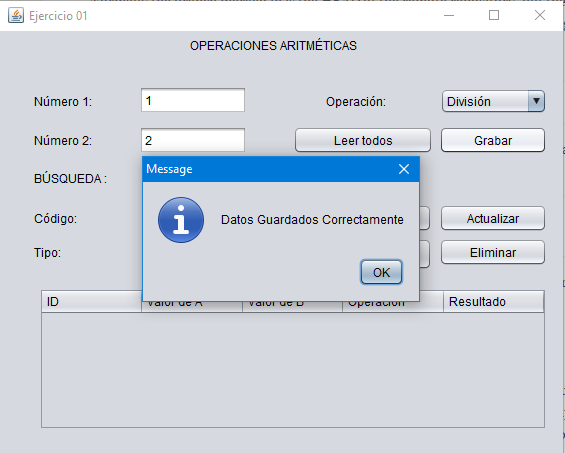 Ejercicio 01
OPERACIONES ARITMÉTICAS
Número 1: 1 Operación: División
Número 2: 2 Leer todos Grabar
Message
BÚSQUEDA :
Datos Guardados Correctamente
Código: Actualizar
Tipo: Eliminar
OK
ID Valor de A Valor de B Operación Resultado